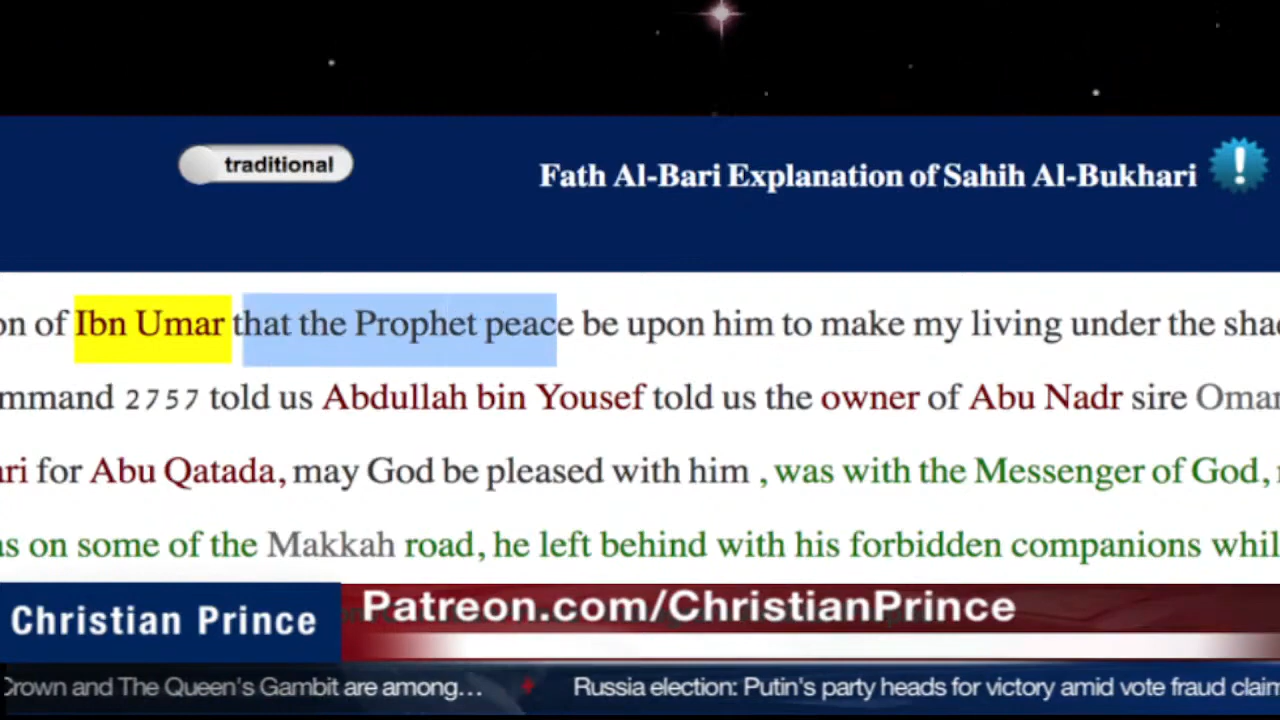 traditional
Fath Al-Bari Explanation of Sahih Al-Bukhari
on of Ibn Umar that the Prophet peace be upon him to make my living under the
mmand 2757 told us Abdullah bin Yousef told us the owner of Abu Nadr sire
ri for Abu Qatada, may God be pleased with him , was with the Messenger of God,
s on some of the Makkah road, he left behind with his forbidden companions
Christian Prince
Patreon.com/ChristianPrince
Crown and The Queen's Gambit are among...
Russia election: Putin's party heads for victory amid vote fraud